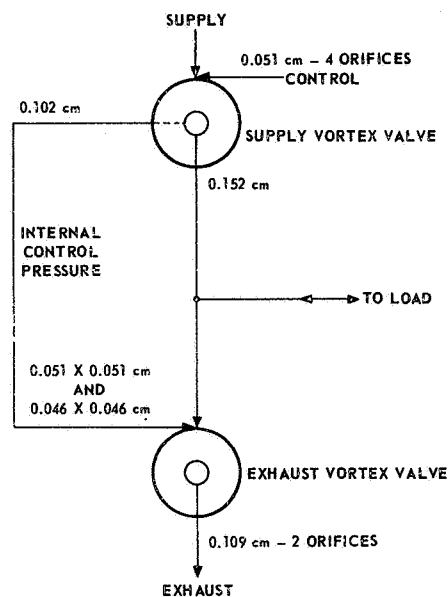 SUPPLY
0.051 cm – 4 ORIFICES
CONTROL
0.102 cm
SUPPLY VORTEX VALVE
0.152 cm
INTERNAL
CONTROL
PRESSURE
TO LOAD
0.051 X 0.051 cm
AND
0.046 X 0.046 cm
EXHAUST VORTEX VALVE
0.109 cm – 2 ORIFICES
EXHAUST